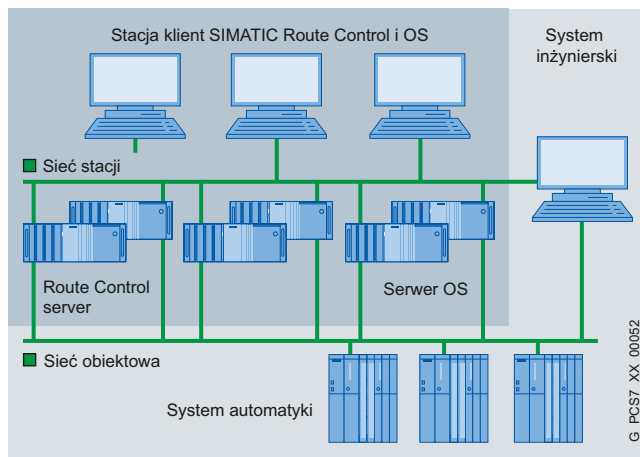 Stacja klient SIMATIC Route Control i OS
System
inżynierski
Sieć stacji
Route Control
server
Serwer OS
Sieć obiektowa
System automatyki
G_PCS7_XX_00052